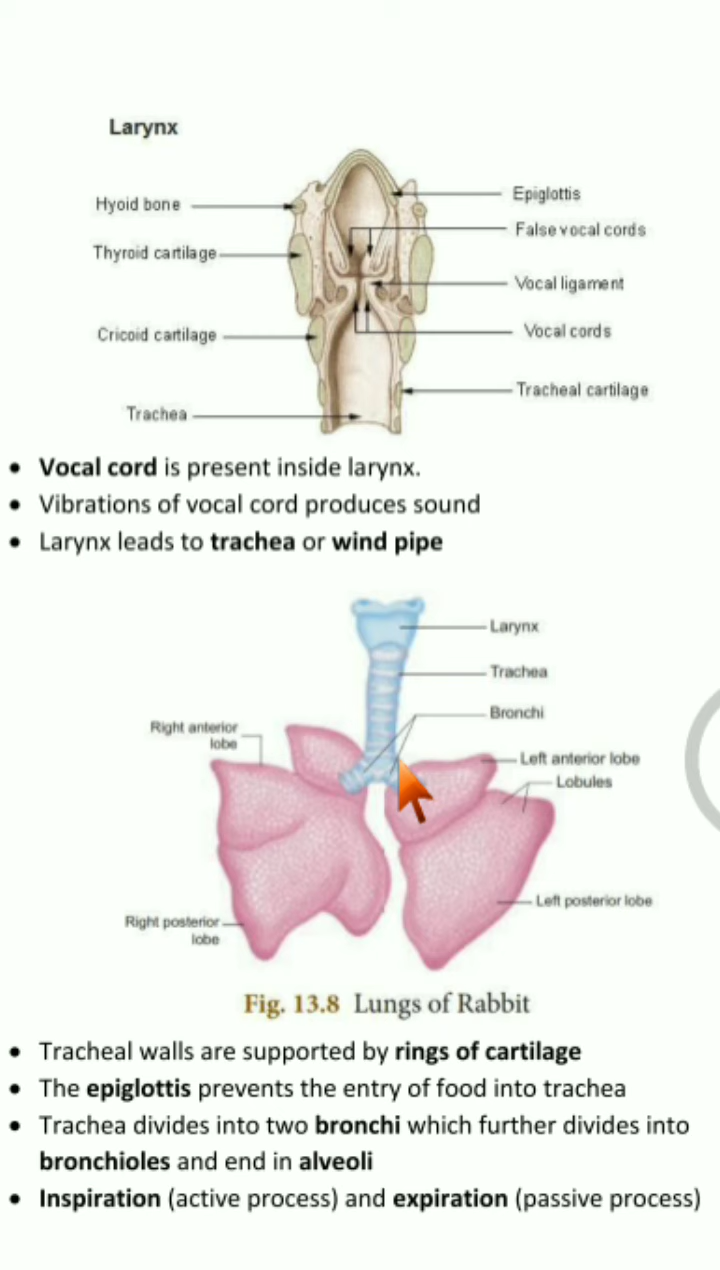 Larynx
Hyoid bone
Epiglottis
False vocal cords
Thyroid cartilage
Vocal ligament
Cricoid cartilage
Vocal cords
Tracheal cartilage
Trachea
• Vocal cord is present inside larynx.
• Vibrations of vocal cord produces sound
• Larynx leads to trachea or wind pipe
Larynx
Trachea
Bronchi
Right anterior
lobe
Left anterior lobe
Lobules
Left posterior lobe
Right posterior
lobe
Fig. 13.8 Lungs of Rabbit
• Tracheal walls are supported by rings of cartilage
• The epiglottis prevents the entry of food into trachea
• Trachea divides into two bronchi which further divides into
bronchioles and end in alveoli
• Inspiration (active process) and expiration (passive process)